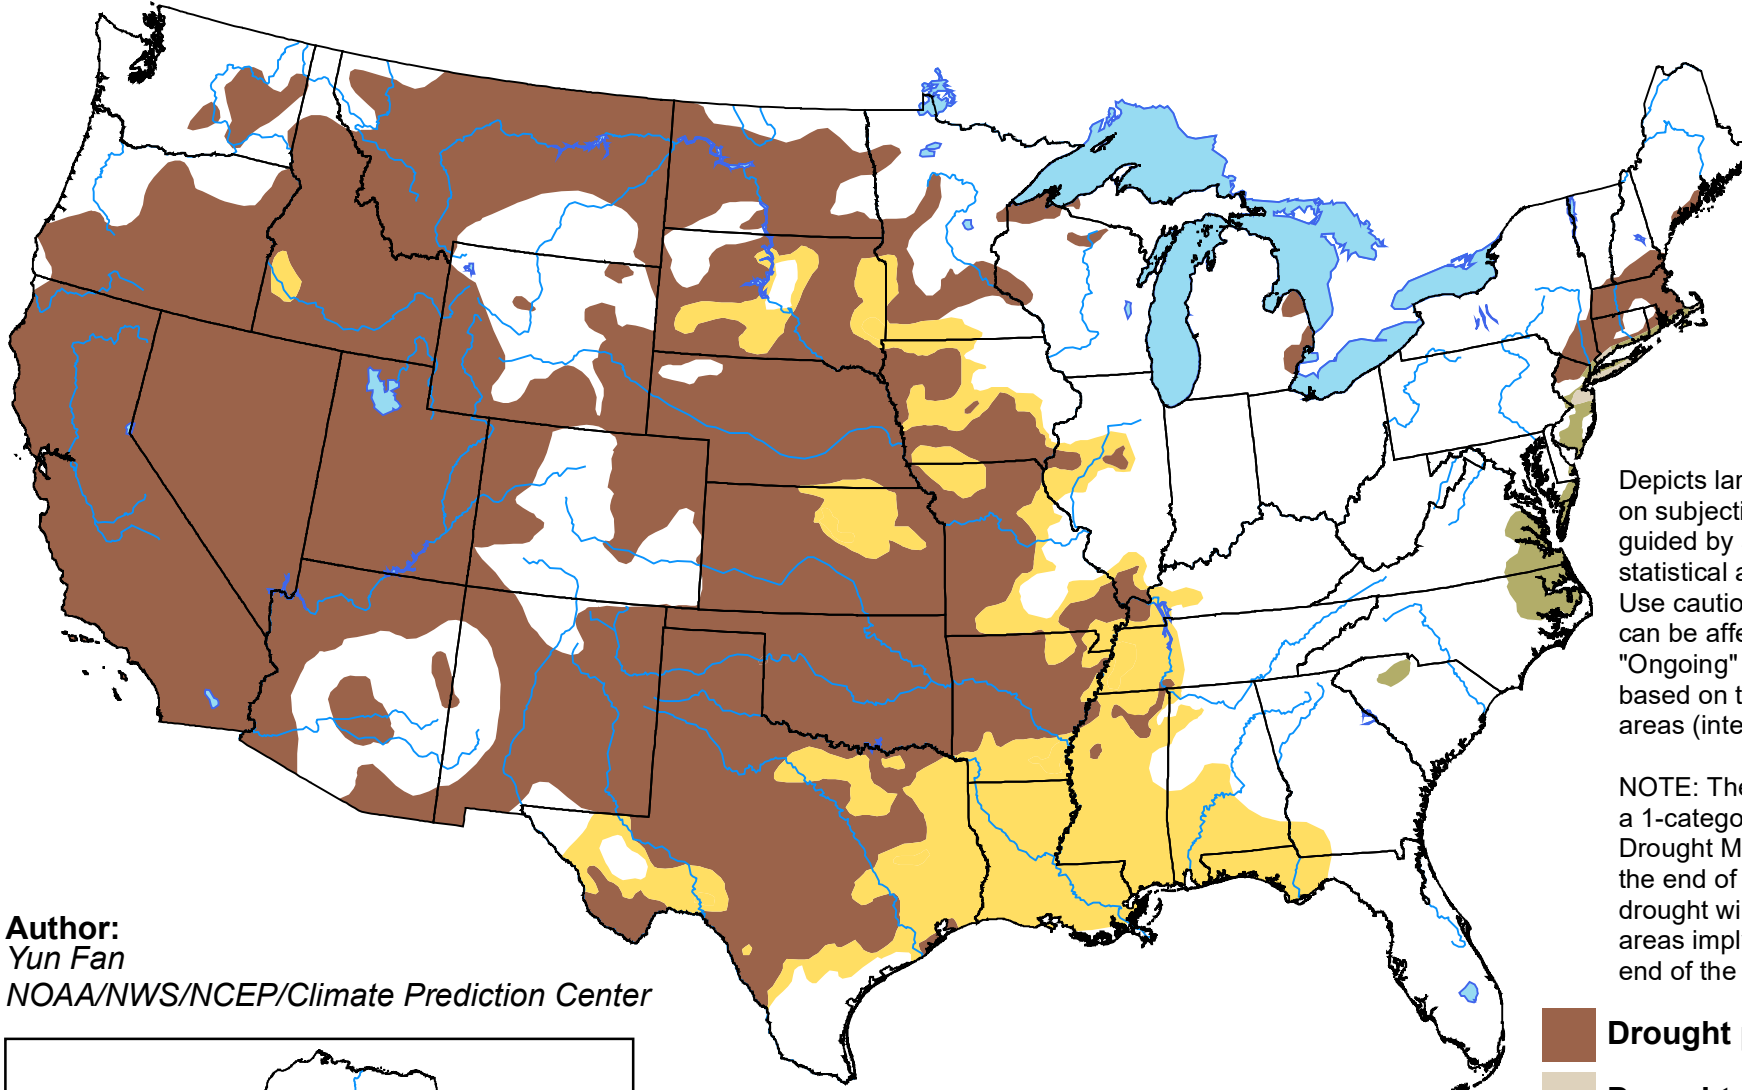 Depicts lar
on subjecti
guided by
statistical a
Use cautio
can be affe
"Ongoing"
based on t
areas (inte
NOTE: The
a 1-catego
Drought M
the end of
drought wi
areas impl
end of the
Author:
Yun Fan
NOAA/NWS/NCEP/Climate Prediction Center
Drought